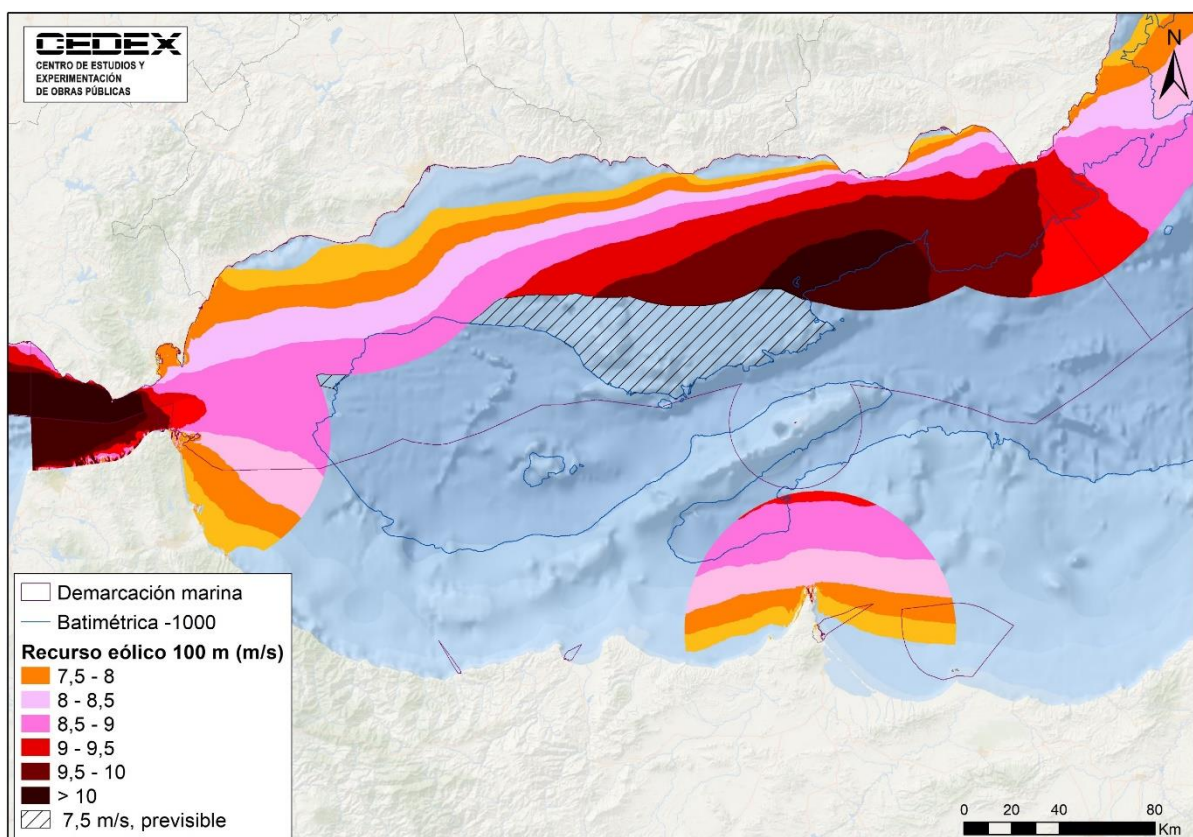 CEDEX
CENTRO DE ESTUDIOS Y
EXPERIMENTACIÓN
DE OBRAS PÚBLICAS
N
Demarcación marina
Batimétrica -1000
Recurso eólico 100 m (m/s)
7,5 - 8
8 - 8,5
8,5 - 9
9 - 9,5
9,5 - 10
> 10
7,5 m/s, previsible
0 20 40 80
Km